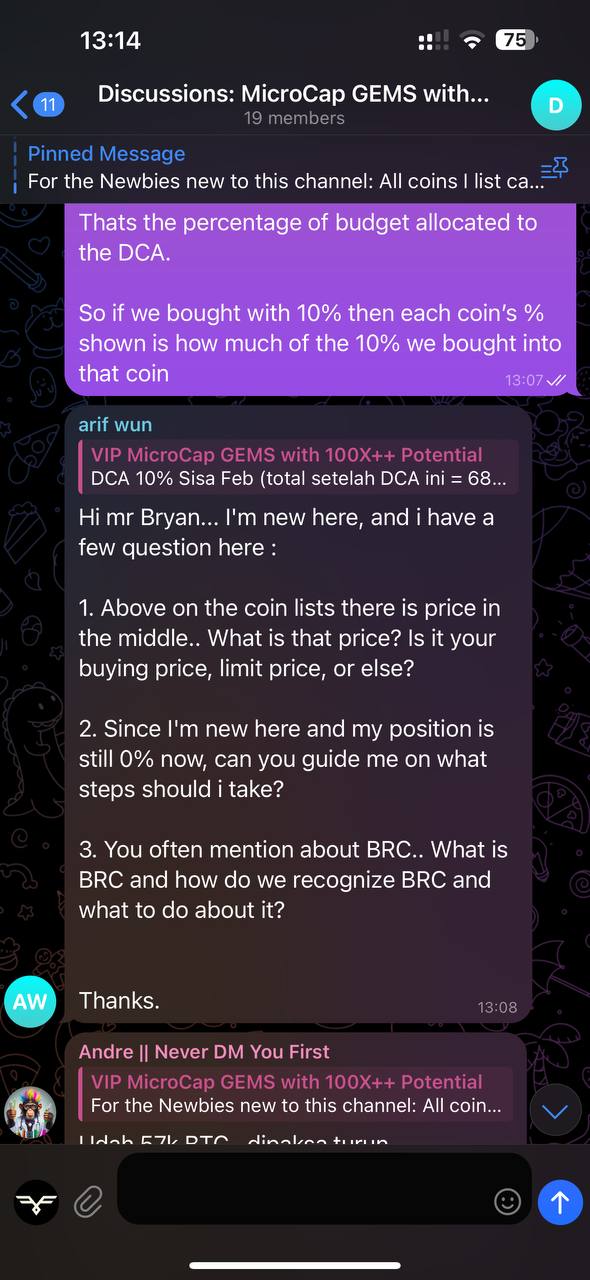 13:14
75
11
Discussions: MicroCap GEMS with...
19 members
D
Pinned Message
For the Newbies new to this channel: All coins I list ca...
Thats the percentage of budget allocated to
the DCA.
So if we bought with 10% then each coin’s %
shown is how much of the 10% we bought into
that coin
13:07
arif wun
VIP MicroCap GEMS with 100X++ Potential
DCA 10% Sisa Feb (total setelah DCA ini = 68...
Hi mr Bryan... I'm new here, and i have a
few question here :
1. Above on the coin lists there is price in
the middle.. What is that price? Is it your
buying price, limit price, or else?
2. Since I'm new here and my position is
still 0% now, can you guide me on what
steps should i take?
3. You often mention about BRC.. What is
BRC and how do we recognize BRC and
what to do about it?
Thanks.
13:08
AW
Andre || Never DM You First
VIP MicroCap GEMS with 100X++ Potential
For the Newbies new to this channel: All coin...
Udah 57k BTC.. dipaksa turun